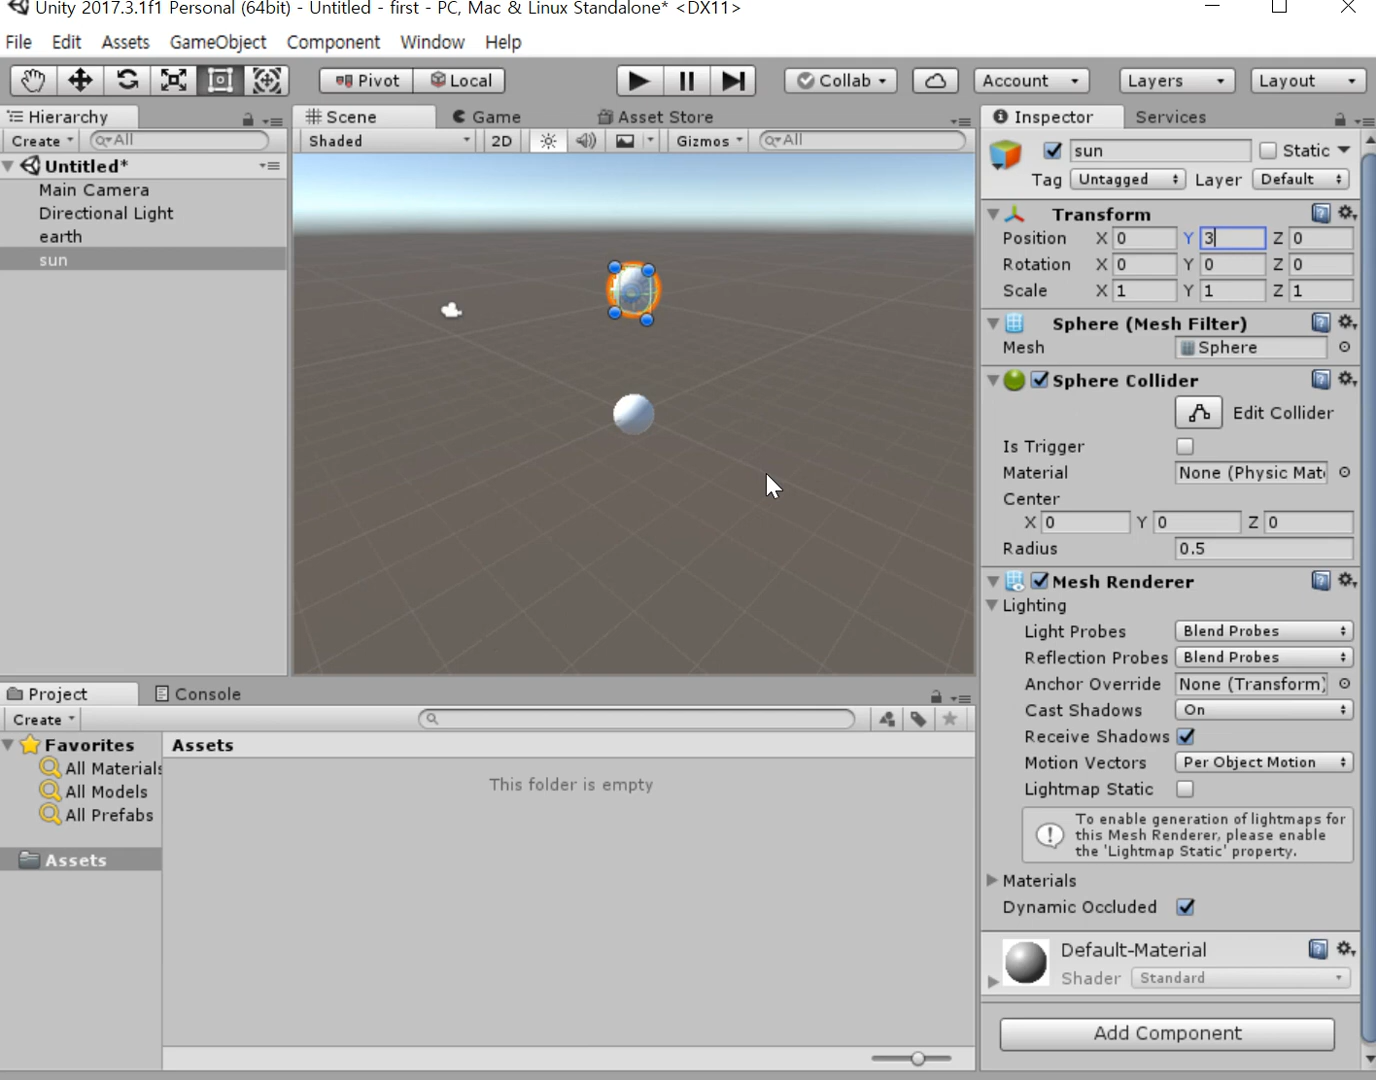 Unity 2017.3.1f1 Personal (64bit) - Untitled - first - PC, Mac & Linux Standalone* <DX11>
File Edit Assets GameObject Component Window Help
Pivot Local Collab Account Layers Layout
Hierarchy
Create All
Untitled*
Main Camera
Directional Light
earth
sun
Scene Game Asset Store
Shaded 2D Gizmos All
Inspector Services
sun Static
Tag Untagged Layer Default
Transform
Position X 0 Y 3 Z 0
Rotation X 0 Y 0 Z 0
Scale X 1 Y 1 Z 1
Sphere (Mesh Filter)
Mesh Sphere
Sphere Collider
Edit Collider
Is Trigger
Material None (Physic Mat
Center
X 0 Y 0 Z 0
Radius 0.5
Mesh Renderer
Lighting
Light Probes Blend Probes
Reflection Probes Blend Probes
Anchor Override None (Transform)
Cast Shadows On
Receive Shadows
Motion Vectors Per Object Motion
Lightmap Static
To enable generation of lightmaps for
this Mesh Renderer, please enable
the 'Lightmap Static' property.
Materials
Dynamic Occluded
Default-Material
Shader Standard
Add Component
Project Console
Create
Favorites
All Materials
All Models
All Prefabs
Assets
Assets
This folder is empty